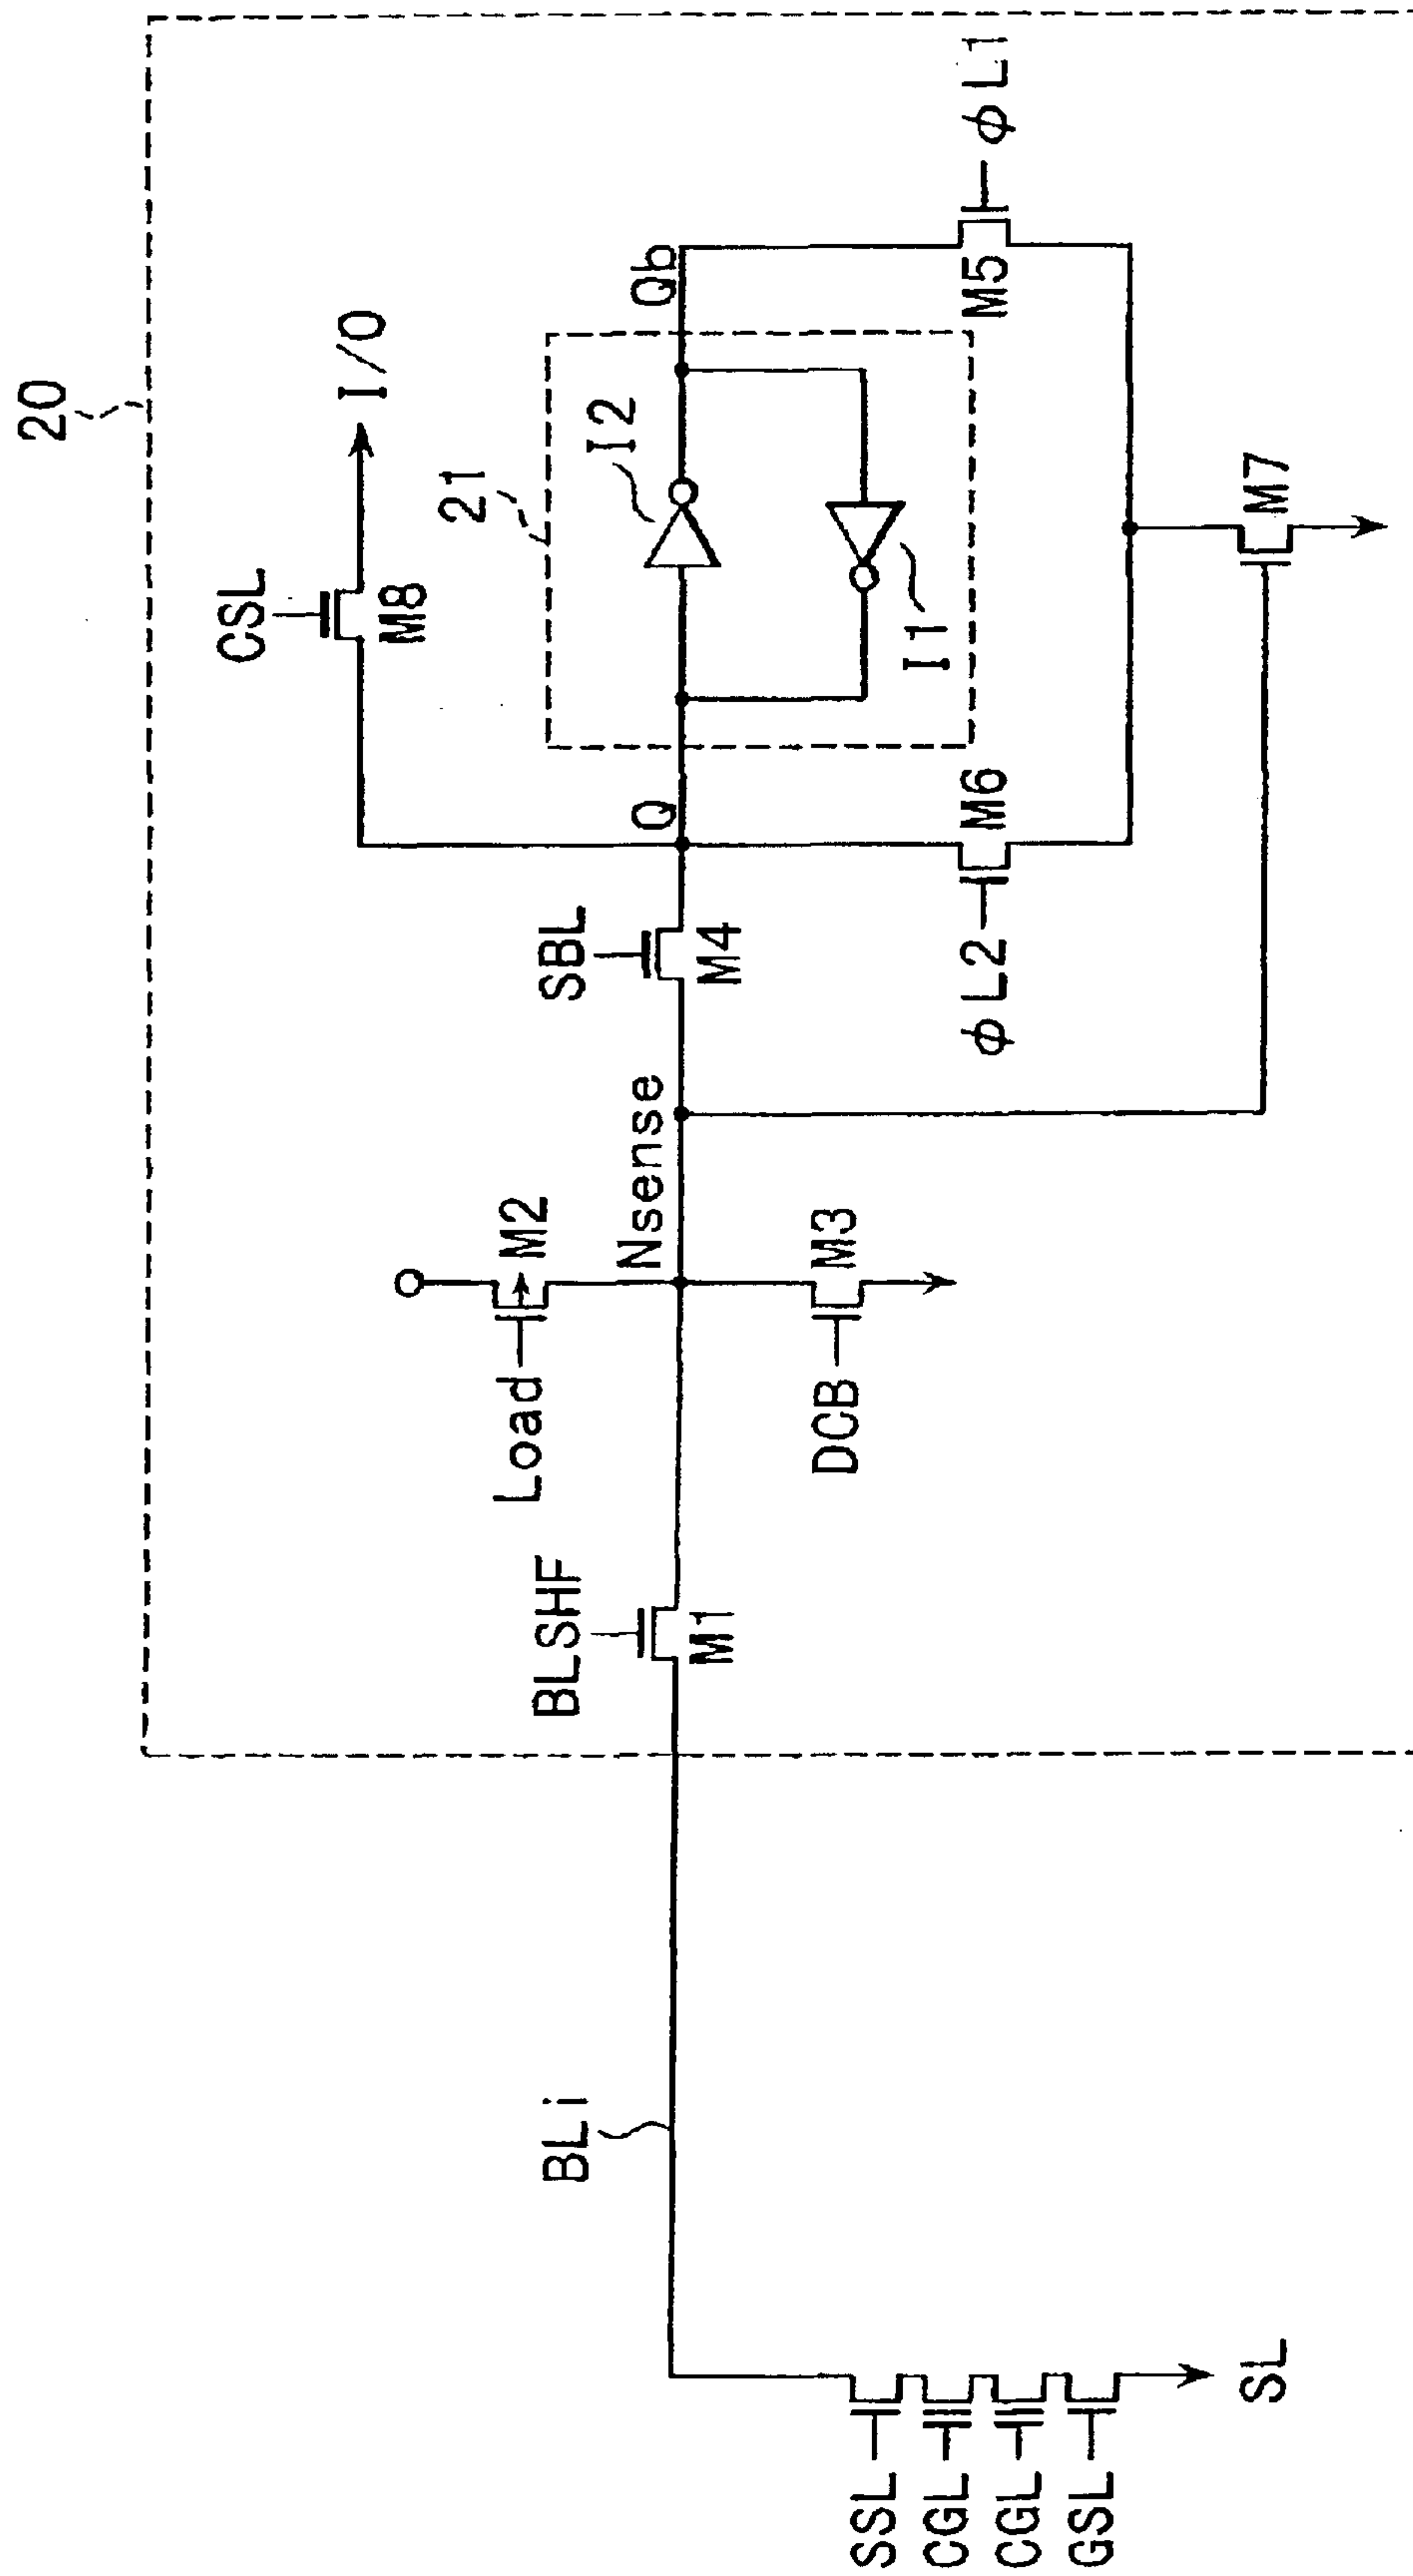 20
CSL
M8
I/O
21
I2
I1
Q
Qb
SBL
M4
Nsense
Load
M2
DCB
M3
BLSHF
M1
BLi
φL2
M6
M5
φL1
M7
SSL
CGL
CGL
GSL
SL